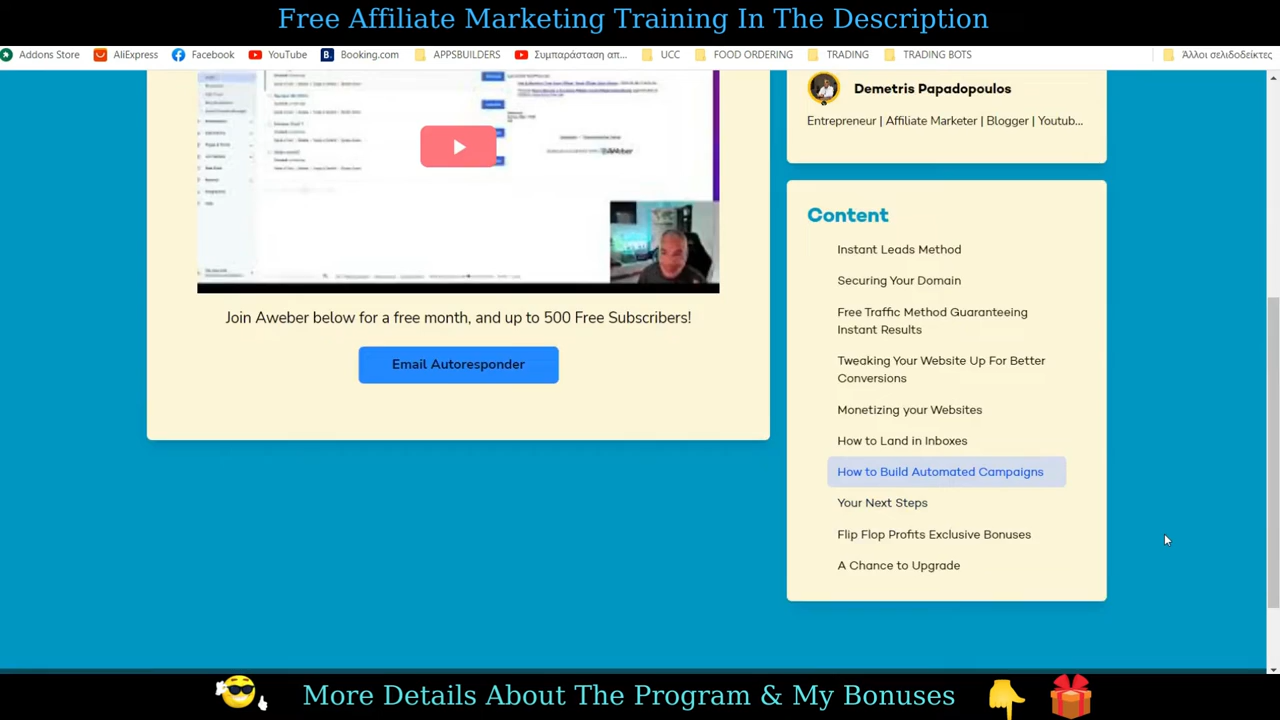 Free Affiliate Marketing Training In The Description
Addons Store AliExpress Facebook YouTube Booking.com APPSBUILDERS Συμπαράσταση απ... UCC FOOD ORDERING TRADING TRADING BOTS Άλλοι σελιδοδείκτες
Demetris Papadopoulos
Entrepreneur | Affiliate Marketer | Blogger | Youtub...
Join Aweber below for a free month, and up to 500 Free Subscribers!
Email Autoresponder
Content
Instant Leads Method
Securing Your Domain
Free Traffic Method Guaranteeing
Instant Results
Tweaking Your Website Up For Better
Conversions
Monetizing your Websites
How to Land in Inboxes
How to Build Automated Campaigns
Your Next Steps
Flip Flop Profits Exclusive Bonuses
A Chance to Upgrade
More Details About The Program & My Bonuses